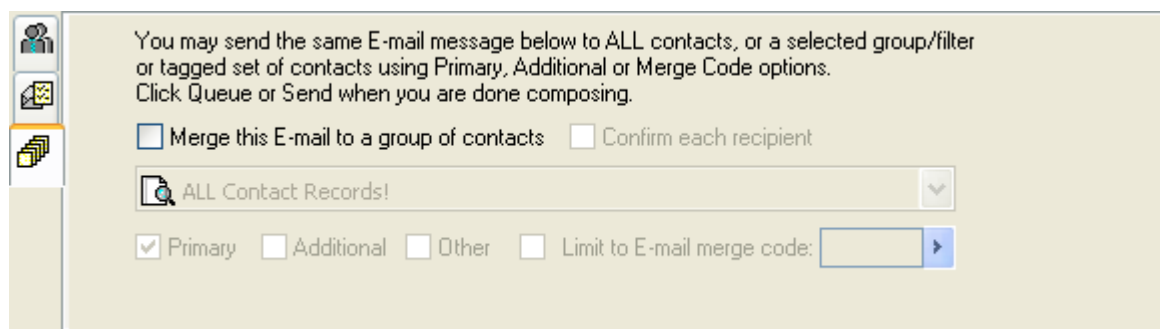 You may send the same E-mail message below to ALL contacts, or a selected group/filter
or tagged set of contacts using Primary, Additional or Merge Code options.
Click Queue or Send when you are done composing.
Merge this E-mail to a group of contacts Confirm each recipient
ALL Contact Records!
Primary Additional Other Limit to E-mail merge code: